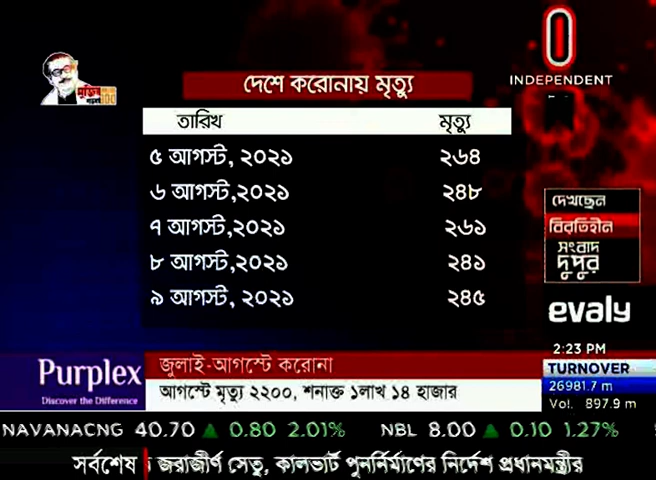 INDEPENDENT
দেশে করোনায় মৃত্যু
তারিখ মৃত্যু
৫ আগস্ট, ২০২১ ২৬৪
৬ আগস্ট,২০২১ ২৪৮
৭ আগস্ট,২০২১ ২৬১
৮ আগস্ট,২০২১ ২৪১
৯ আগস্ট, ২০২১ ২৪৫
দেখছেন
বিরতিহীন
সংবাদ
দুপুর
evaly
2:23 PM
TURNOVER
26981.7 m
Vol. 897.9 m
Purplex
Discover the Difference
জুলাই-আগস্টে করোনা
আগস্টে মৃত্যু ২২০০, শনাক্ত ১লাখ ১৪ হাজার
NAVANACNG 40.70 ▲ 0.80 2.01% NBL 8.00 ▲ 0.10 1.27%
সর্বশেষ জরাজীর্ণ সেতু, কালভার্ট পুনর্নির্মাণের নির্দেশ প্রধানমন্ত্রীর